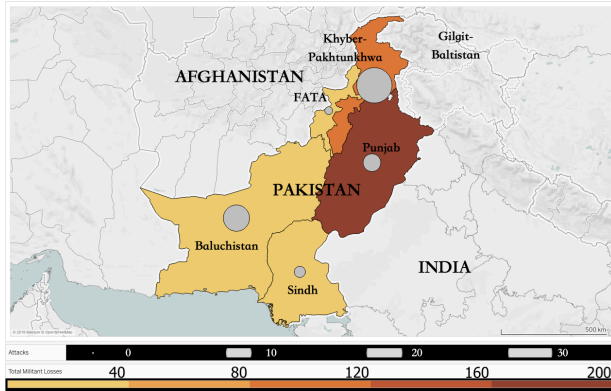 Khyber-
Pakhtunkhwa
Gilgit-
Baltistan
AFGHANISTAN
FATA
Punjab
PAKISTAN
Baluchistan
INDIA
Sindh
500 km
Attacks 0 10 20 30
Total Militant Losses 40 80 120 160 200